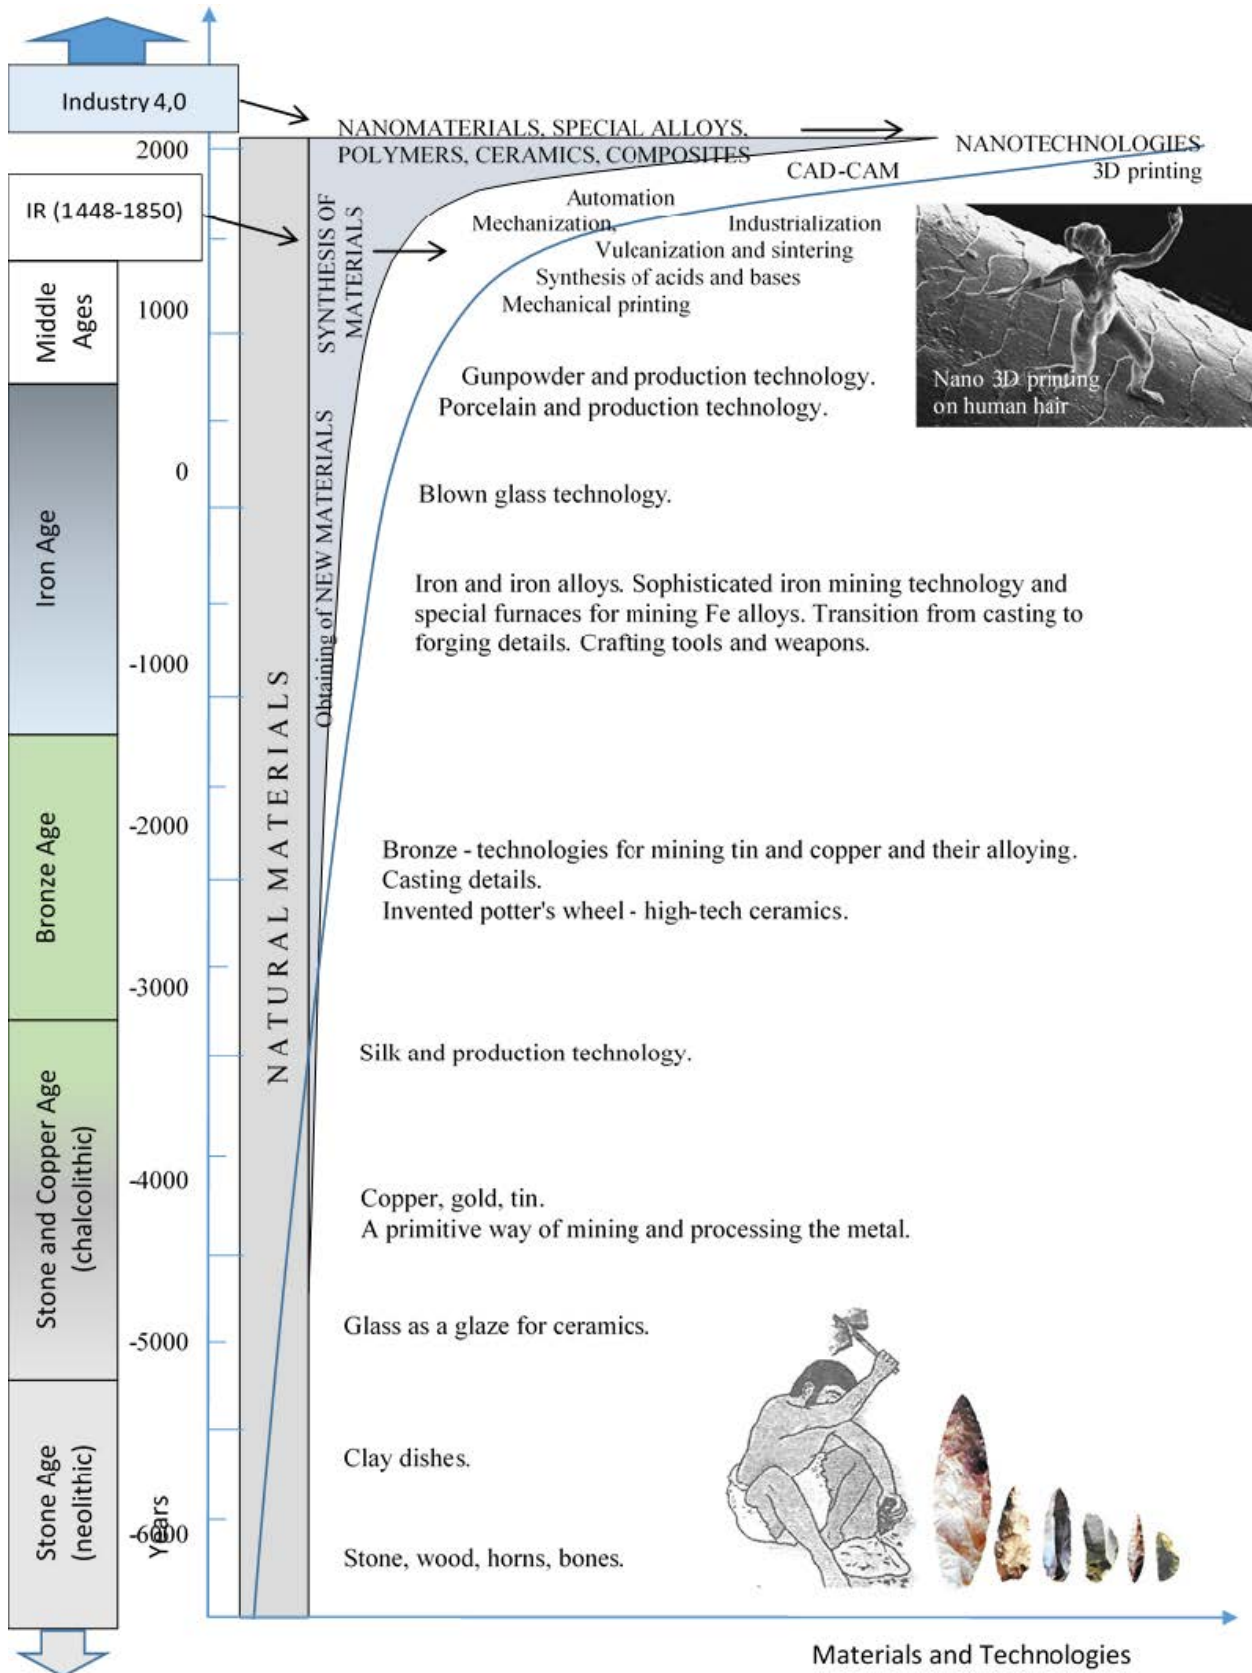 Industry 4,0
NANOMATERIALS, SPECIAL ALLOYS,
POLYMERS, CERAMICS, COMPOSITES
NANOTECHNOLOGIES
3D printing
CAD-CAM
2000
IR (1448-1850)
Automation
Mechanization,
Industrialization
Vulcanization and sintering
Synthesis of acids and bases
Mechanical printing
SYNTHESIS OF
MATERIALS
Middle
Ages
1000
Nano 3D printing
on human hair
Gunpowder and production technology.
Porcelain and production technology.
0
Obtaining of NEW MATERIALS
Blown glass technology.
Iron Age
Iron and iron alloys. Sophisticated iron mining technology and
special furnaces for mining Fe alloys. Transition from casting to
forging details. Crafting tools and weapons.
-1000
NATURAL MATERIALS
-2000
Bronze Age
Bronze - technologies for mining tin and copper and their alloying.
Casting details.
Invented potter's wheel - high-tech ceramics.
-3000
Silk and production technology.
Stone and Copper Age
(chalcolithic)
-4000
Copper, gold, tin.
A primitive way of mining and processing the metal.
Glass as a glaze for ceramics.
-5000
Stone Age
(neolithic)
Clay dishes.
-6000
Years
Stone, wood, horns, bones.
Materials and Technologies